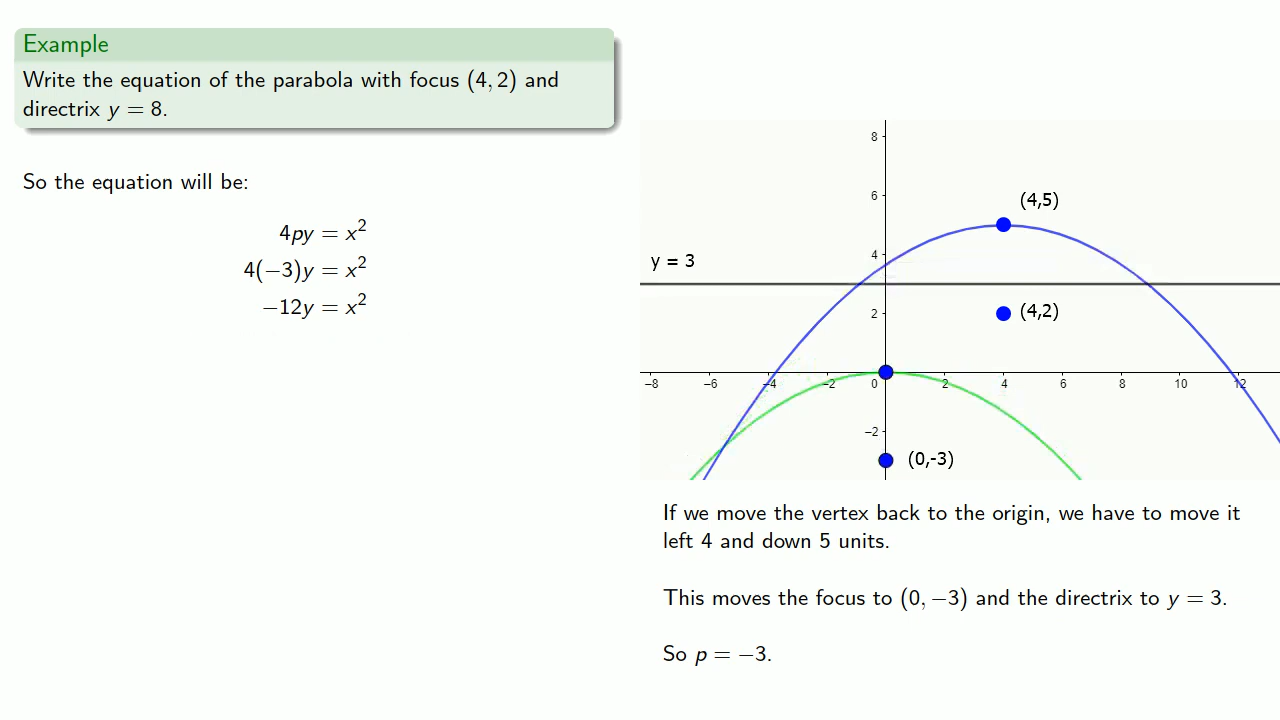 Example
Write the equation of the parabola with focus (4, 2) and
directrix y = 8.
So the equation will be:
4py = x²
4(−3)y = x²
−12y = x²
8
6
(4,5)
4
y = 3
2
(4,2)
−8 −6 −4 −2 0 2 4 6 8 10 12
−2
(0,-3)
If we move the vertex back to the origin, we have to move it
left 4 and down 5 units.
This moves the focus to (0, −3) and the directrix to y = 3.
So p = −3.